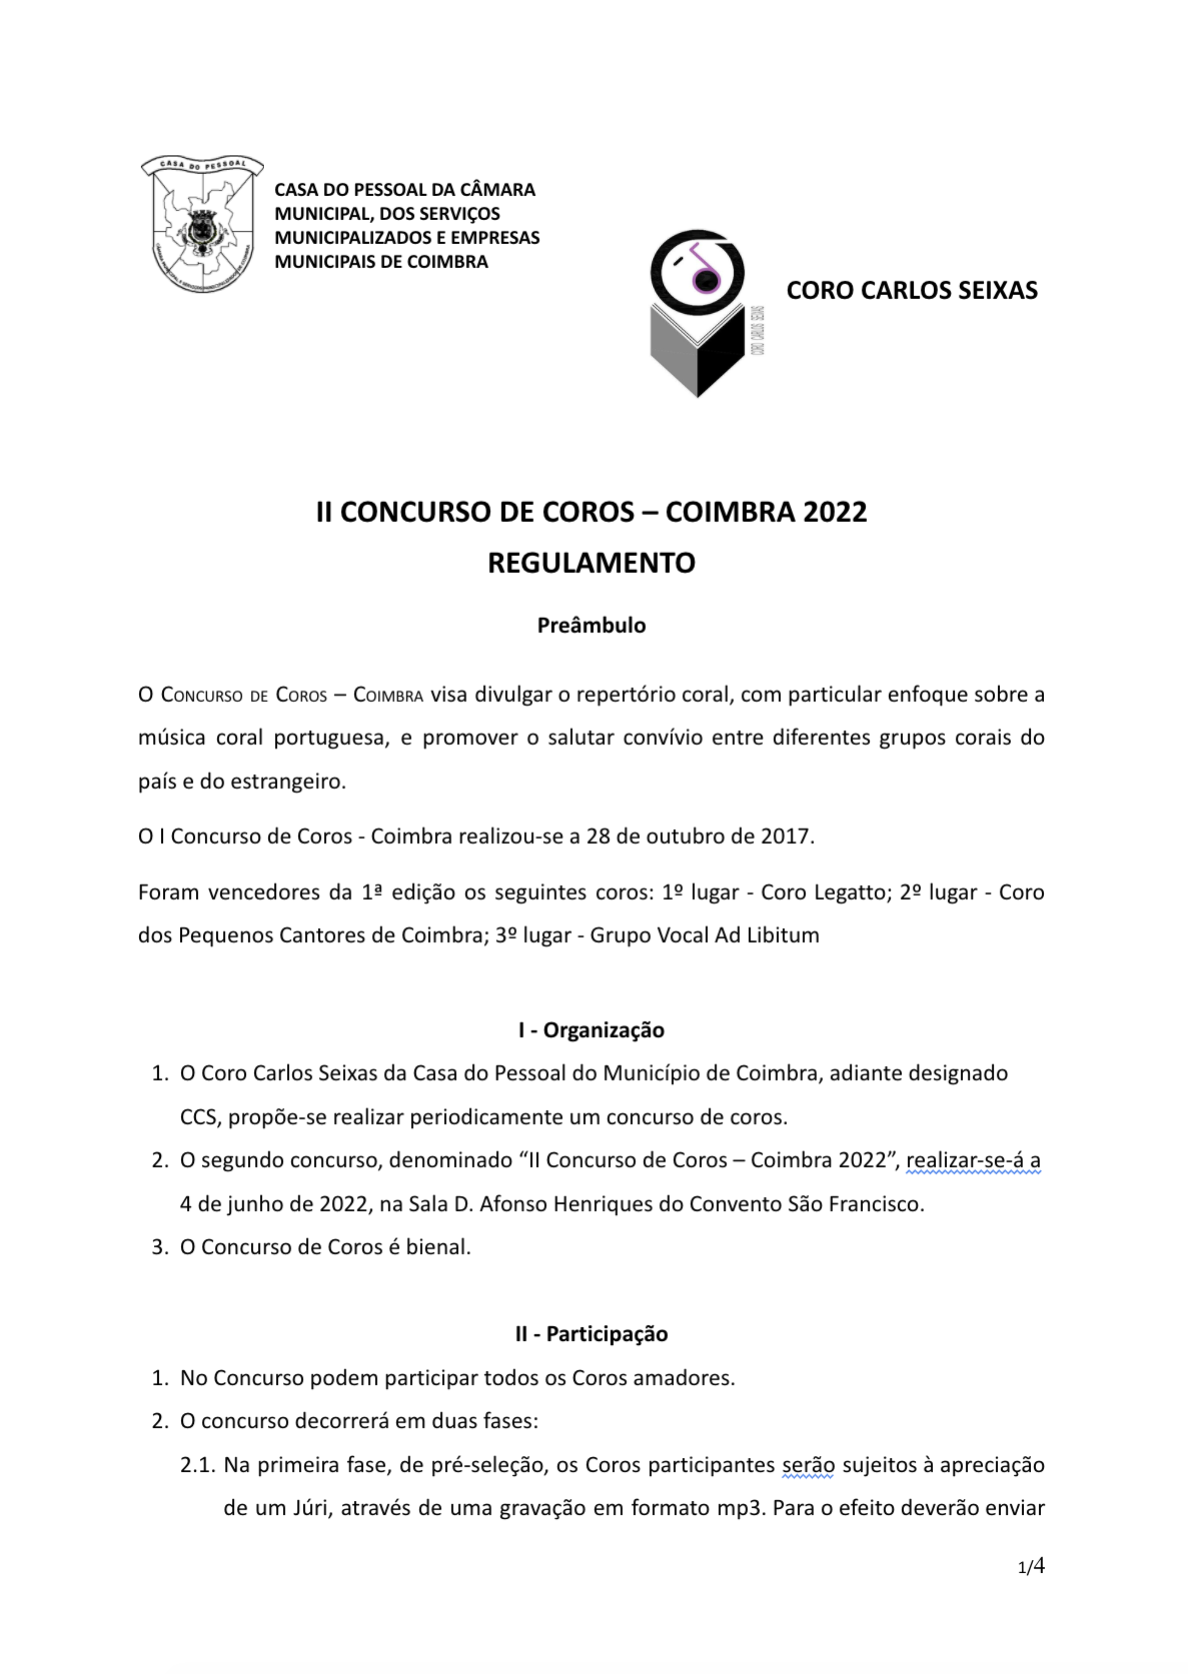 CASA DO PESSOAL
CASA DO PESSOAL DA CÂMARA
MUNICIPAL, DOS SERVIÇOS
MUNICIPALIZADOS E EMPRESAS
MUNICIPAIS DE COIMBRA
CORO CARLOS SEIXAS
CORO CARLOS SEIXAS
II CONCURSO DE COROS – COIMBRA 2022
REGULAMENTO
Preâmbulo
O CONCURSO DE COROS – COIMBRA visa divulgar o repertório coral, com particular enfoque sobre a
música coral portuguesa, e promover o salutar convívio entre diferentes grupos corais do
país e do estrangeiro.
O I Concurso de Coros - Coimbra realizou-se a 28 de outubro de 2017.
Foram vencedores da 1ª edição os seguintes coros: 1º lugar - Coro Legatto; 2º lugar - Coro
dos Pequenos Cantores de Coimbra; 3º lugar - Grupo Vocal Ad Libitum
I - Organização
1. O Coro Carlos Seixas da Casa do Pessoal do Município de Coimbra, adiante designado
CCS, propõe-se realizar periodicamente um concurso de coros.
2. O segundo concurso, denominado “II Concurso de Coros – Coimbra 2022”, realizar-se-á a
4 de junho de 2022, na Sala D. Afonso Henriques do Convento São Francisco.
3. O Concurso de Coros é bienal.
II - Participação
1. No Concurso podem participar todos os Coros amadores.
2. O concurso decorrerá em duas fases:
2.1. Na primeira fase, de pré-seleção, os Coros participantes serão sujeitos à apreciação
de um Júri, através de uma gravação em formato mp3. Para o efeito deverão enviar
1/4